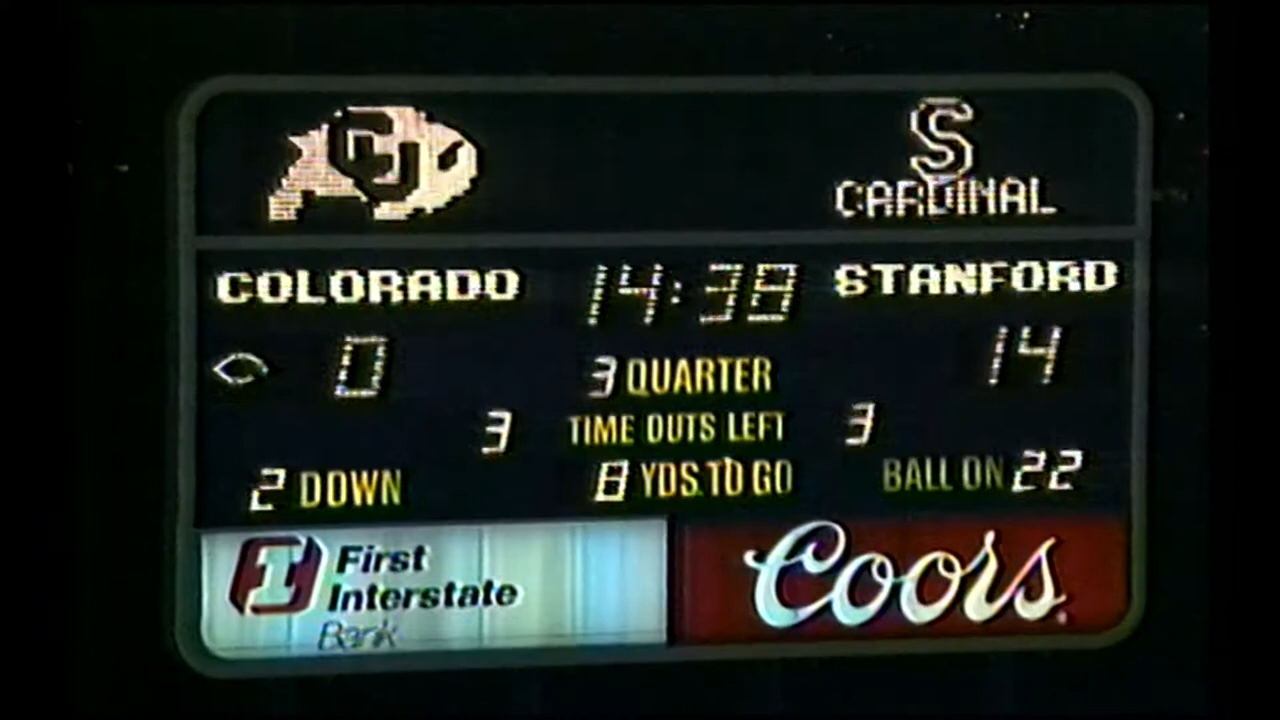 CU
S
CARDINAL
COLORADO 14:38 STANFORD
0 3 QUARTER 14
3 TIME OUTS LEFT 3
2 DOWN 8 YDS.TO GO BALL ON 22
I First
Interstate
Bank
Coors